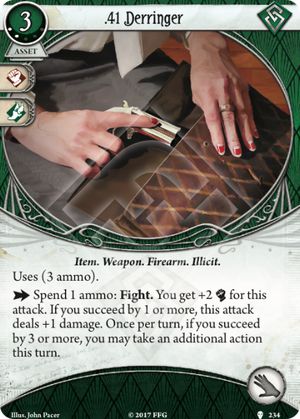 3
.41 Derringer
ASSET
Item. Weapon. Firearm. Illicit.
Uses (3 ammo).
Spend 1 ammo: Fight. You get +2 for this
attack. If you succeed by 1 or more, this attack
deals +1 damage. Once per turn, if you succeed
by 3 or more, you may take an additional action
this turn.
Illus. John Pacer
© 2017 FFG
234